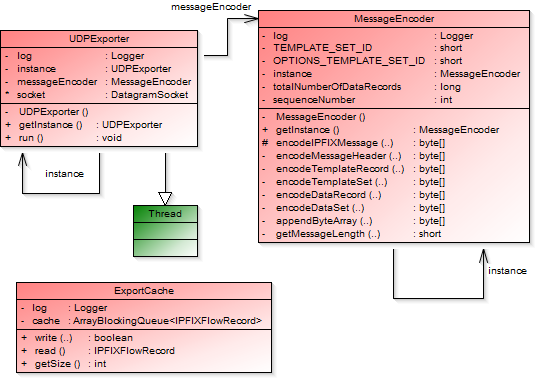 messageEncoder
UDPExporter
- log : Logger
- instance : UDPExporter
- messageEncoder : MessageEncoder
* socket : DatagramSocket
- UDPExporter ()
+ getInstance () : UDPExporter
+ run () : void
instance
MessageEncoder
- log : Logger
- TEMPLATE_SET_ID : short
- OPTIONS_TEMPLATE_SET_ID : short
- instance : MessageEncoder
- totalNumberOfDataRecords : long
- sequenceNumber : int
- MessageEncoder ()
+ getInstance () : MessageEncoder
# encodeIPFIXMessage (..) : byte[]
- encodeMessageHeader (..) : byte[]
- encodeTemplateRecord (..) : byte[]
- encodeTemplateSet (..) : byte[]
- encodeDataRecord (..) : byte[]
- encodeDataSet (..) : byte[]
- appendByteArray (..) : byte[]
- getMessageLength (..) : short
instance
Thread
ExportCache
- log : Logger
- cache : ArrayBlockingQueue<IPFIXFlowRecord>
+ write (..) : boolean
+ read () : IPFIXFlowRecord
+ getSize () : int